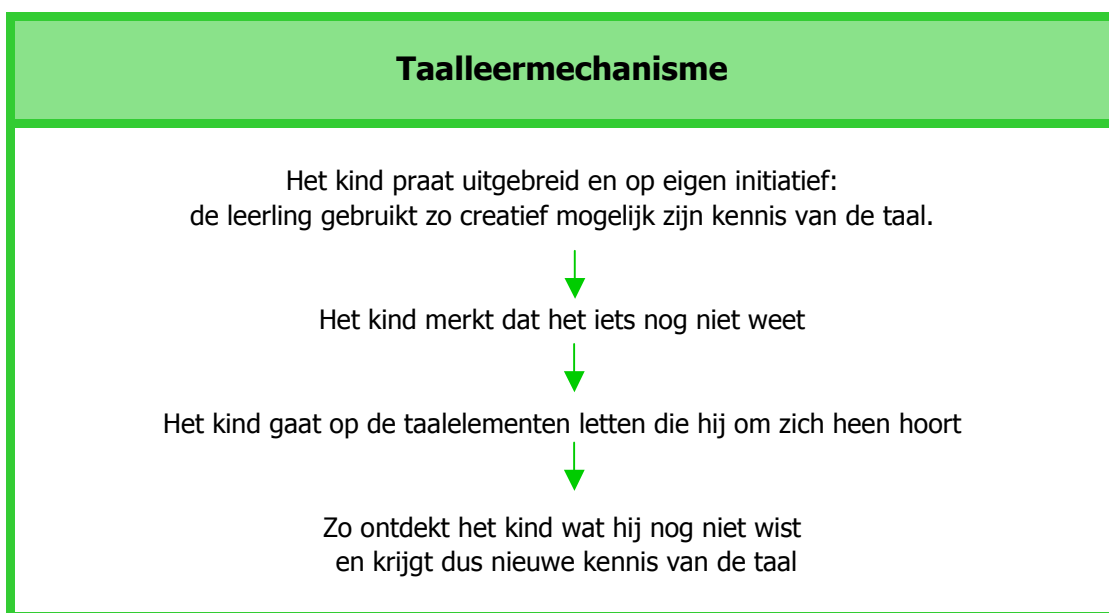 Taalleermechanisme
Het kind praat uitgebreid en op eigen initiatief:
de leerling gebruikt zo creatief mogelijk zijn kennis van de taal.
Het kind merkt dat het iets nog niet weet
Het kind gaat op de taalelementen letten die hij om zich heen hoort
Zo ontdekt het kind wat hij nog niet wist
en krijgt dus nieuwe kennis van de taal